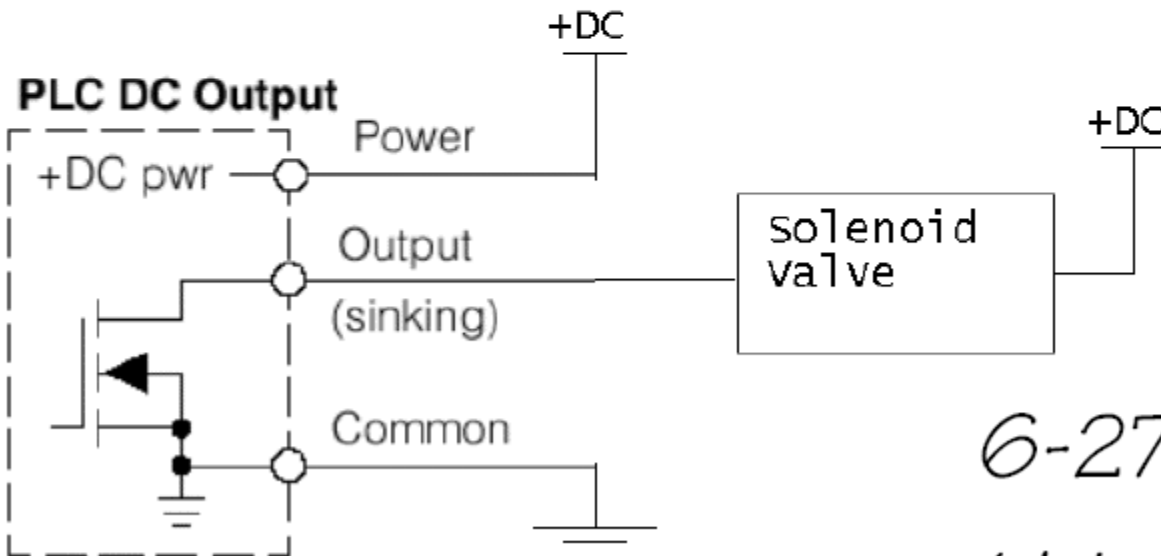 +DC
PLC DC Output
Power
+DC
+DC pwr
Solenoid
Valve
Output
(sinking)
Common
6-27